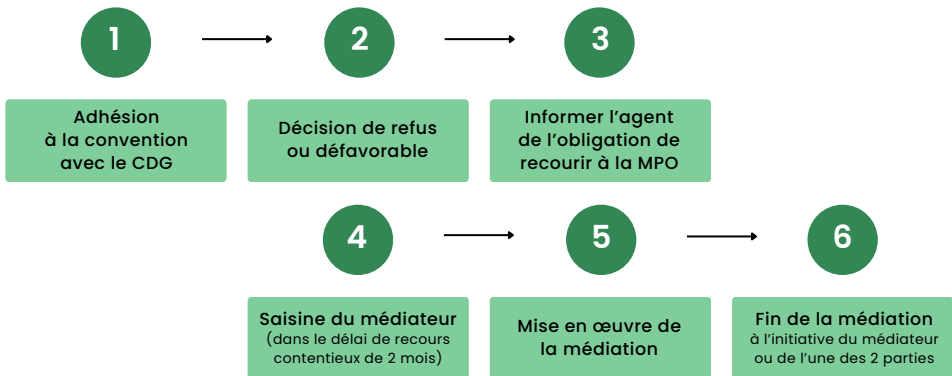 1
2
3
Adhésion
à la convention
avec le CDG
Décision de refus
ou défavorable
Informer l'agent
de l'obligation de
recourir à la MPO
4
5
6
Saisine du médiateur
(dans le délai de recours
contentieux de 2 mois)
Mise en œuvre de
la médiation
Fin de la médiation
à l'initiative du médiateur
ou de l'une des 2 parties